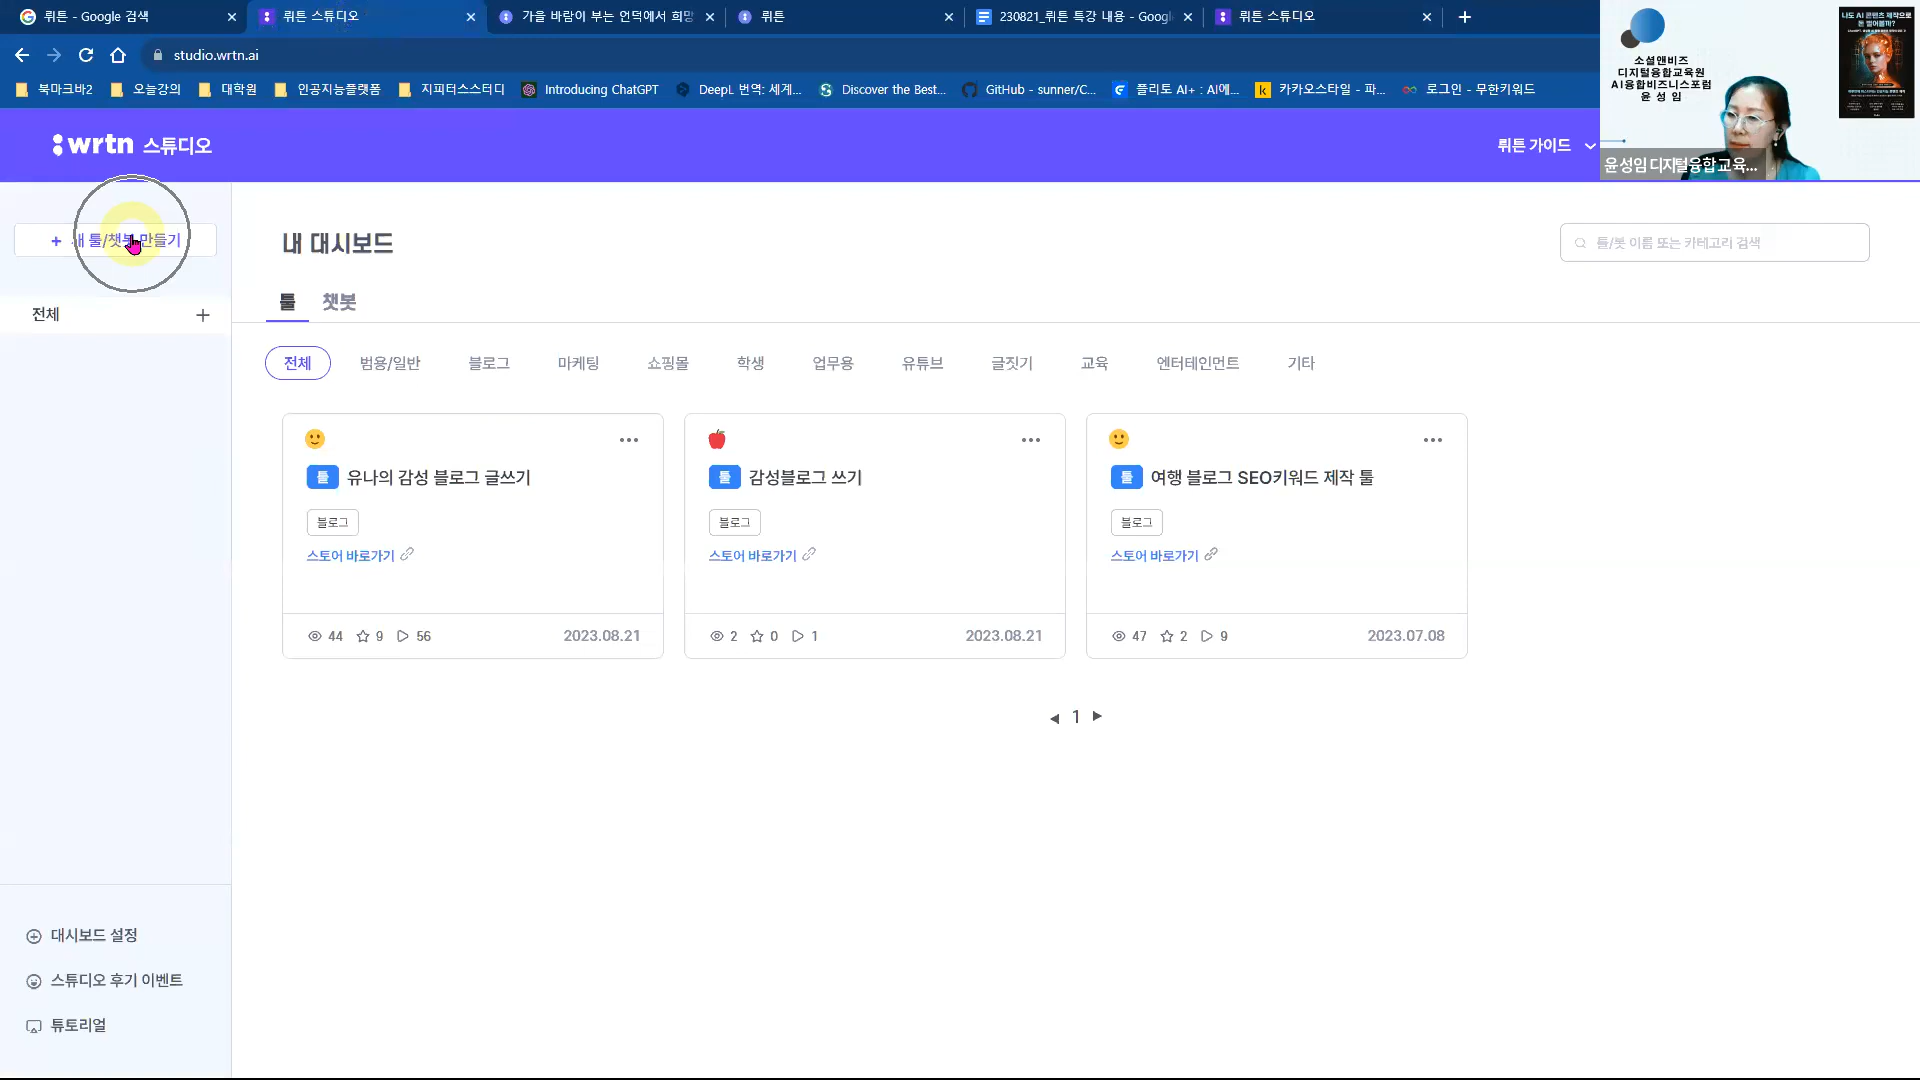 뤼튼 - Google 검색
뤼튼 스튜디오
가을 바람이 부는 언덕에서 희망
뤼튼
230821_뤼튼 특강 내용 - Googl
뤼튼 스튜디오
studio.wrtn.ai
북마크바2
오늘강의
대학원
인공지능플랫폼
지피터스스터디
Introducing ChatGPT
DeepL 번역: 세계...
Discover the Best...
GitHub - sunner/C...
플리토 AI+ : AI에...
카카오스타일 - 파...
로그인 - 무한키워드
소셜앤비즈
디지털융합교육원
AI융합비즈니스포럼
윤 성 임
나도 AI 콘텐츠 제작으로
돈 벌어볼까?
윤성임디지털융합교육...
wrtn 스튜디오
뤼튼 가이드
+ 새 툴/챗봇 만들기
전체
내 대시보드
툴/봇 이름 또는 카테고리 검색
툴 챗봇
전체 범용/일반 블로그 마케팅 쇼핑몰 학생 업무용 유튜브 글짓기 교육 엔터테인먼트 기타
툴 유나의 감성 블로그 글쓰기
블로그
스토어 바로가기
44 9 56 2023.08.21
툴 감성블로그 쓰기
블로그
스토어 바로가기
2 0 1 2023.08.21
툴 여행 블로그 SEO키워드 제작 툴
블로그
스토어 바로가기
47 2 9 2023.07.08
1
대시보드 설정
스튜디오 후기 이벤트
튜토리얼